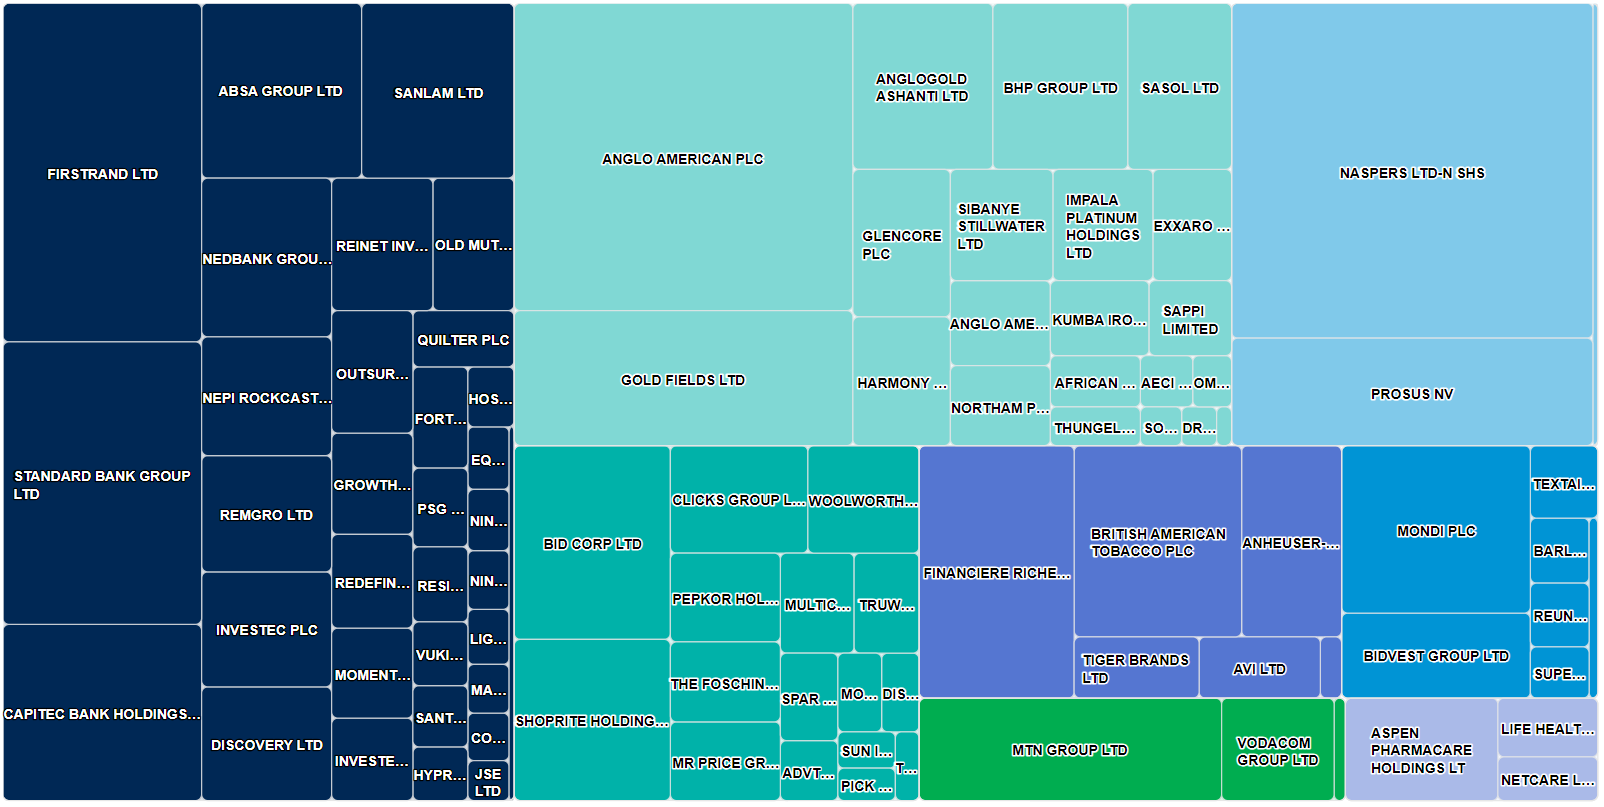 FIRSTRAND LTD
STANDARD BANK GROUP
LTD
CAPITEC BANK HOLDINGS...
ABSA GROUP LTD
SANLAM LTD
NEDBANK GROU...
REINET INV...
OLD MUT...
NEPI ROCKCAST...
REMGRO LTD
INVESTEC PLC
DISCOVERY LTD
OUTSUR...
GROWTH...
REDEFIN...
MOMENT...
INVESTE...
QUILTER PLC
FORT...
PSG ...
RESI...
VUKI...
SANT...
HYPR...
HOS...
EQ...
NIN...
NIN...
LIG...
MA...
CO...
JSE
LTD
ANGLO AMERICAN PLC
GOLD FIELDS LTD
ANGLOGOLD
ASHANTI LTD
BHP GROUP LTD
SASOL LTD
GLENCORE
PLC
HARMONY ...
SIBANYE
STILLWATER
LTD
IMPALA
PLATINUM
HOLDINGS
LTD
EXXARO ...
ANGLO AME...
NORTHAM P...
KUMBA IRO...
SAPPI
LIMITED
AFRICAN ...
AECI ...
OM...
THUNGEL...
SO...
DR...
NASPERS LTD-N SHS
PROSUS NV
BID CORP LTD
SHOPRITE HOLDING...
CLICKS GROUP L...
WOOLWORTH...
PEPKOR HOL...
THE FOSCHIN...
MR PRICE GR...
MULTIC...
TRUW...
SPAR ...
ADVT...
MO...
DIS...
SUN I...
PICK ...
T...
FINANCIERE RICHE...
BRITISH AMERICAN
TOBACCO PLC
ANHEUSER-...
TIGER BRANDS
LTD
AVI LTD
MONDI PLC
BIDVEST GROUP LTD
TEXTAI...
BARL...
REUN...
SUPE...
MTN GROUP LTD
VODACOM
GROUP LTD
ASPEN
PHARMACARE
HOLDINGS LT
LIFE HEALT...
NETCARE L...